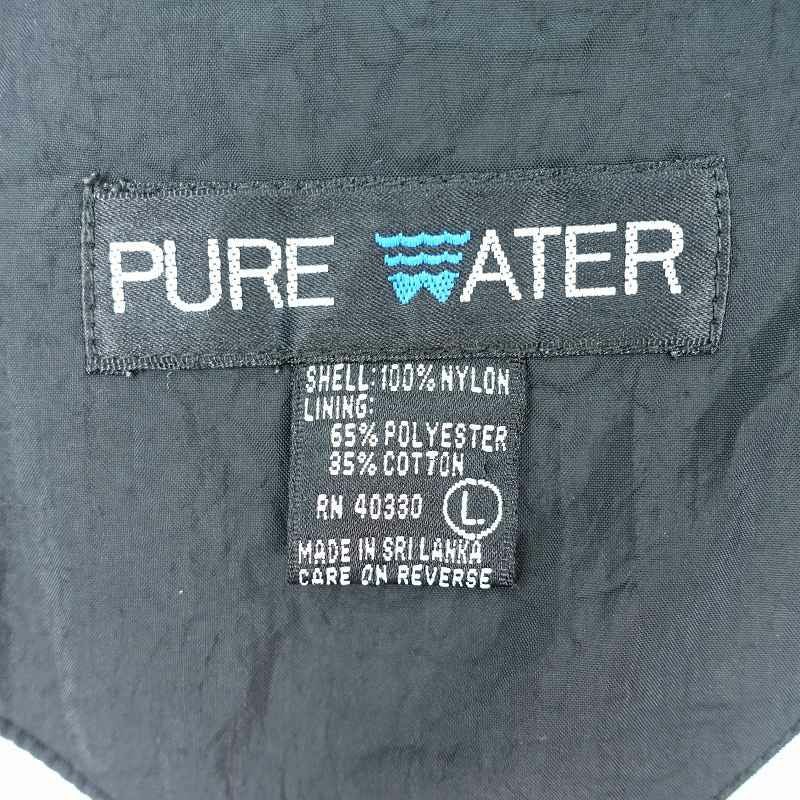 PURE WATER
SHELL: 100% NYLON
LINING:
65% POLYESTER
35% COTTON
RN 40330 L
MADE IN SRI LANKA
CARE ON REVERSE